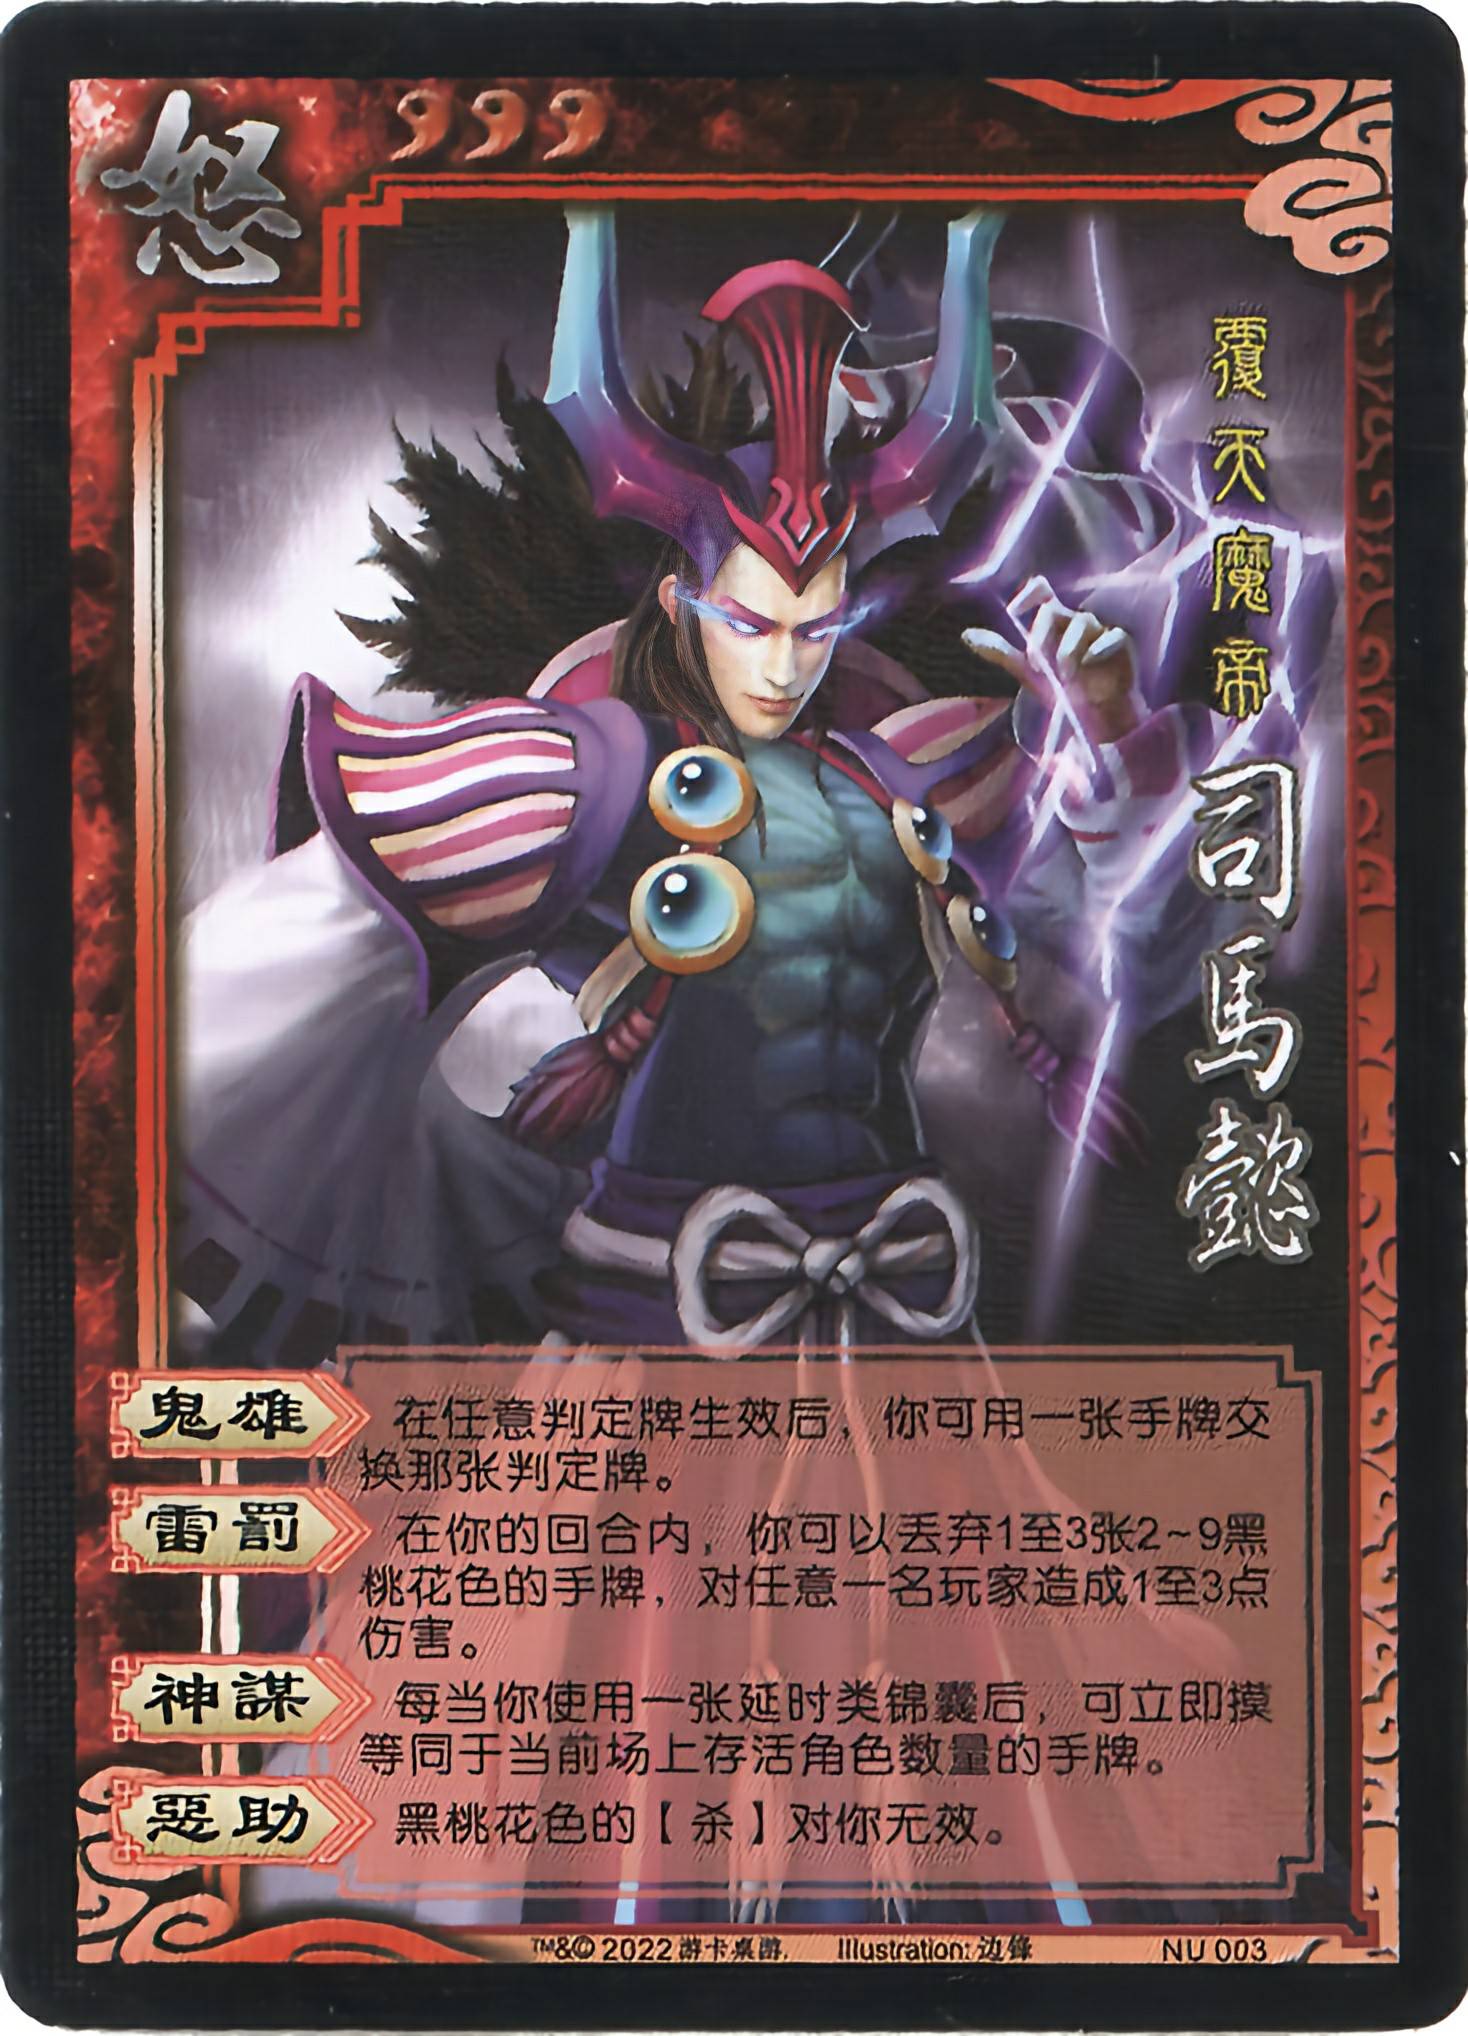 怒
覆天魔帝
司馬懿
鬼雄
在任意判定牌生效后，你可用一张手牌交
换那张判定牌。
雷罰
在你的回合内，你可以丢弃1至3张2~9黑
桃花色的手牌，对任意一名玩家造成1至3点
伤害。
神謀
每当你使用一张延时类锦囊后，可立即摸
等同于当前场上存活角色数量的手牌。
惡助
黑桃花色的【杀】对你无效。
™&© 2022 游卡桌游. Illustration: 边锋 NU 003